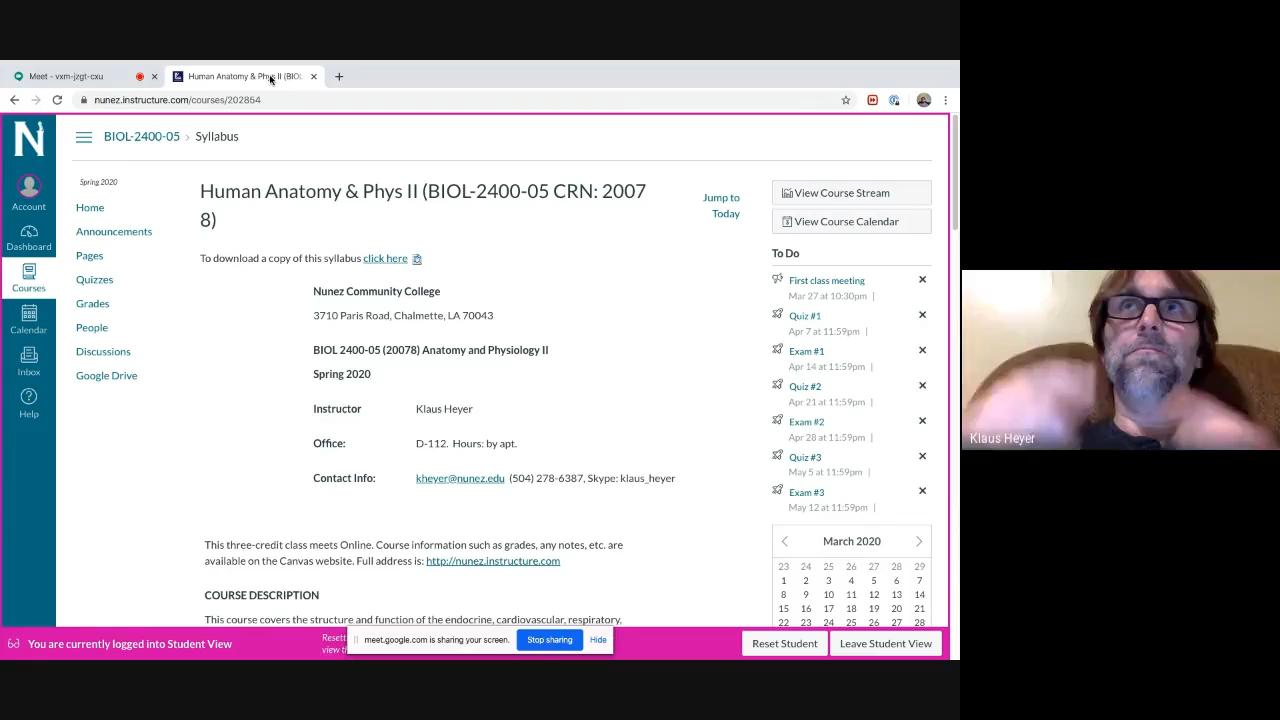 Meet - vxm-jzgt-cxu
Human Anatomy & Phys II (BIOL
nunez.instructure.com/courses/202854
N
BIOL-2400-05 › Syllabus
Account
Dashboard
Courses
Calendar
Inbox
Help
Spring 2020
Home
Announcements
Pages
Quizzes
Grades
People
Discussions
Google Drive
Human Anatomy & Phys II (BIOL-2400-05 CRN: 2007
8)
Jump to
Today
To download a copy of this syllabus click here
Nunez Community College
3710 Paris Road, Chalmette, LA 70043
BIOL 2400-05 (20078) Anatomy and Physiology II
Spring 2020
Instructor Klaus Heyer
Office: D-112. Hours: by apt.
Contact Info: kheyer@nunez.edu (504) 278-6387, Skype: klaus_heyer
This three-credit class meets Online. Course information such as grades, any notes, etc. are
available on the Canvas website. Full address is: http://nunez.instructure.com
COURSE DESCRIPTION
This course covers the structure and function of the endocrine, cardiovascular, respiratory,
View Course Stream
View Course Calendar
To Do
First class meeting
Mar 27 at 10:30pm |
Quiz #1
Apr 7 at 11:59pm |
Exam #1
Apr 14 at 11:59pm |
Quiz #2
Apr 21 at 11:59pm |
Exam #2
Apr 28 at 11:59pm |
Quiz #3
May 5 at 11:59pm |
Exam #3
May 12 at 11:59pm |
March 2020
23 24 25 26 27 28 29
1 2 3 4 5 6 7
8 9 10 11 12 13 14
15 16 17 18 19 20 21
22 23 24 25 26 27 28
You are currently logged into Student View
Resett
view th
meet.google.com is sharing your screen. Stop sharing Hide
Reset Student Leave Student View
Klaus Heyer